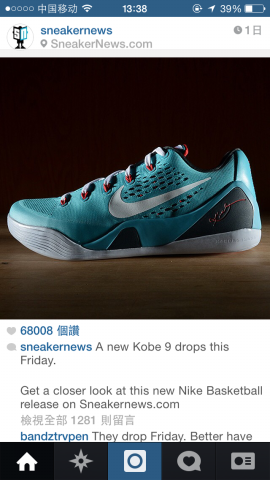 中国移动 13:38 39%
sneakernews 1日
SneakerNews.com
68008 個讚
sneakernews A new Kobe 9 drops this
Friday.
Get a closer look at this new Nike Basketball
release on Sneakernews.com
檢視全部 1281 則留言
bandztrvpen They drop Friday. Better have